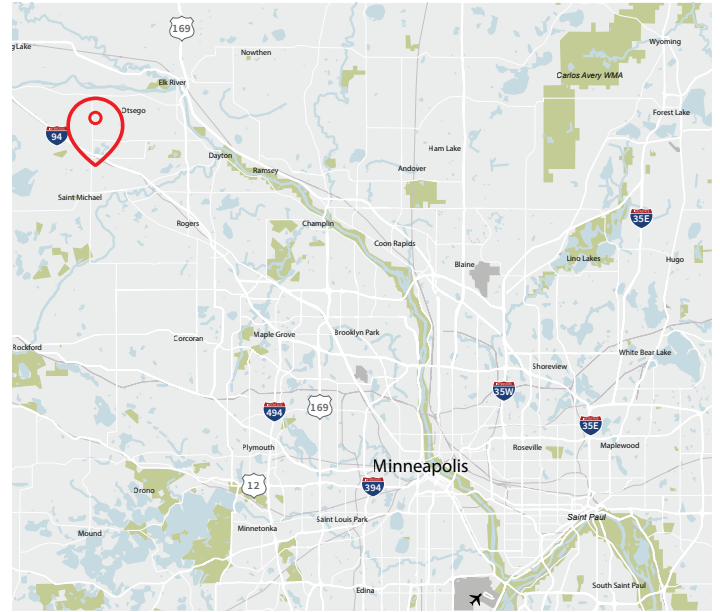 169
Wyoming
g Lake
Nowthen
Carlos Avery WMA
Elk River
Otsego
Forest Lake
94
Ham Lake
Dayton
Ramsey
Andover
Saint Michael
35E
Rogers
Champlin
Coon Rapids
Blaine
Lino Lakes
Hugo
Maple Grove
Brooklyn Park
Corcoran
Rockford
White Bear Lake
Shoreview
35W
494
169
35E
Plymouth
Roseville
Maplewood
Minneapolis
12
394
Orono
Saint Louis Park
Saint Paul
Mound
Minnetonka
Edina
South Saint Paul